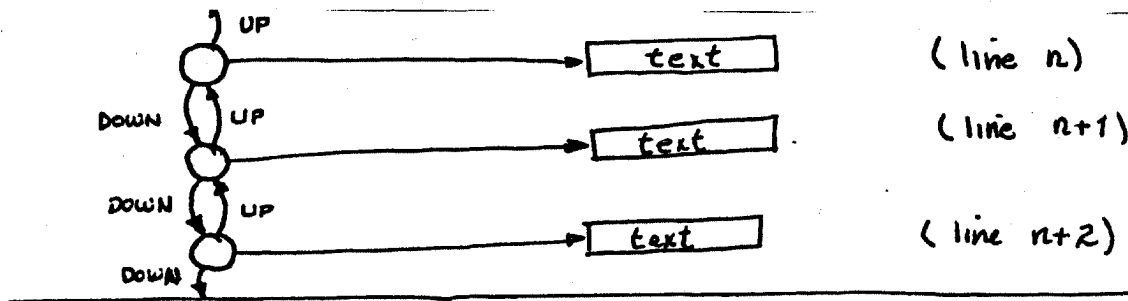 UP
text (line n)
DOWN UP
text (line n+1)
DOWN UP
text (line n+2)
DOWN